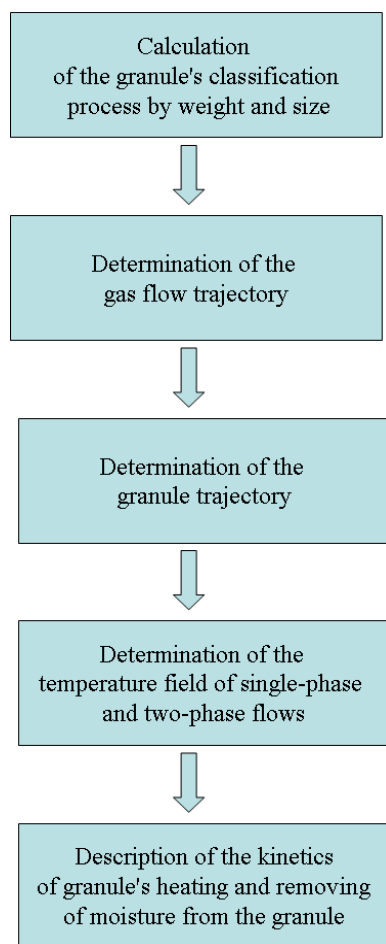 Calculation
of the granule's classification
process by weight and size
Determination of the
gas flow trajectory
Determination of the
granule trajectory
Determination of the
temperature field of single-phase
and two-phase flows
Description of the kinetics
of granule's heating and removing
of moisture from the granule